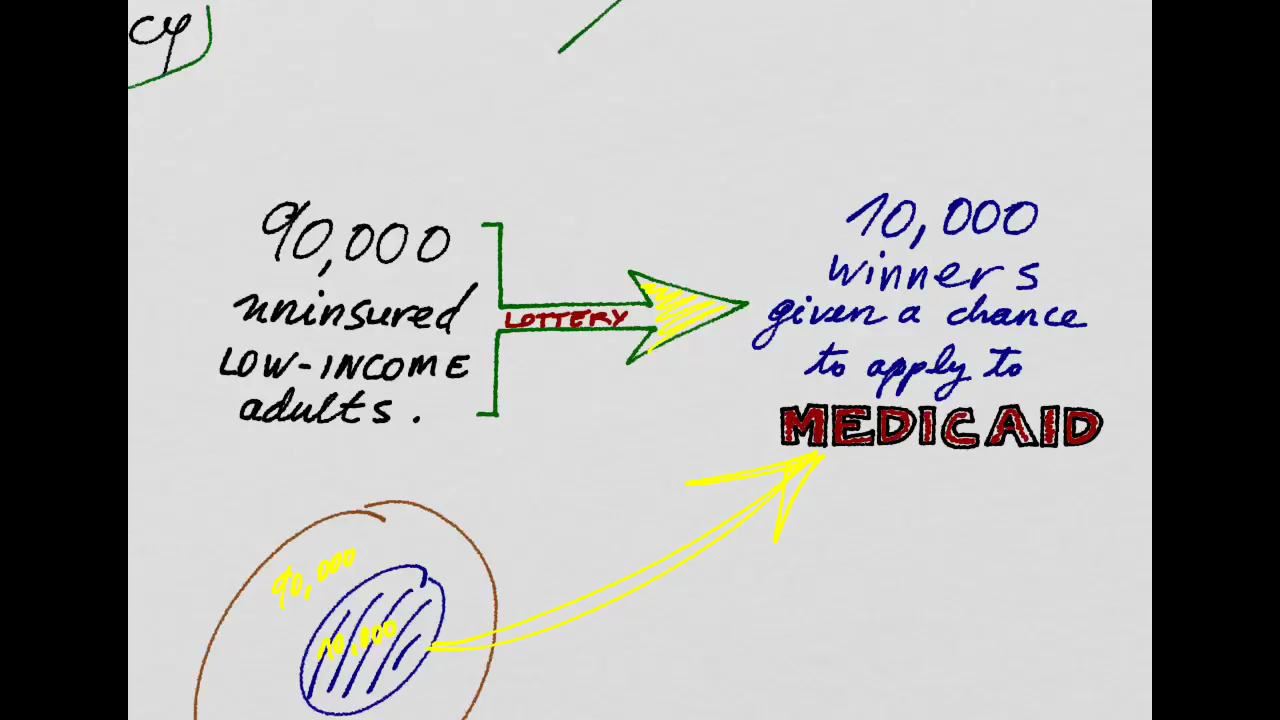 cy
90,000
uninsured
LOW-INCOME
adults.
LOTTERY
10,000
winners
given a chance
to apply to
MEDICAID
90,000
10,000